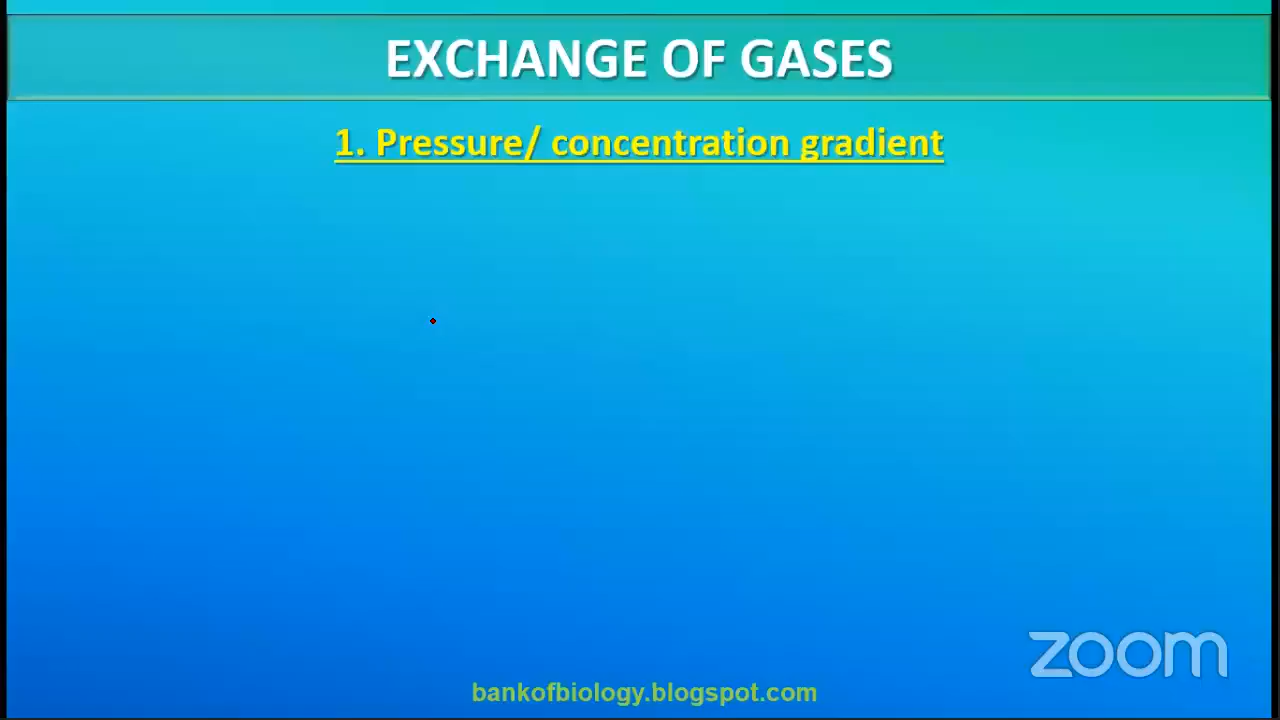 EXCHANGE OF GASES
1. Pressure/ concentration gradient
zoom
bankofbiology.blogspot.com